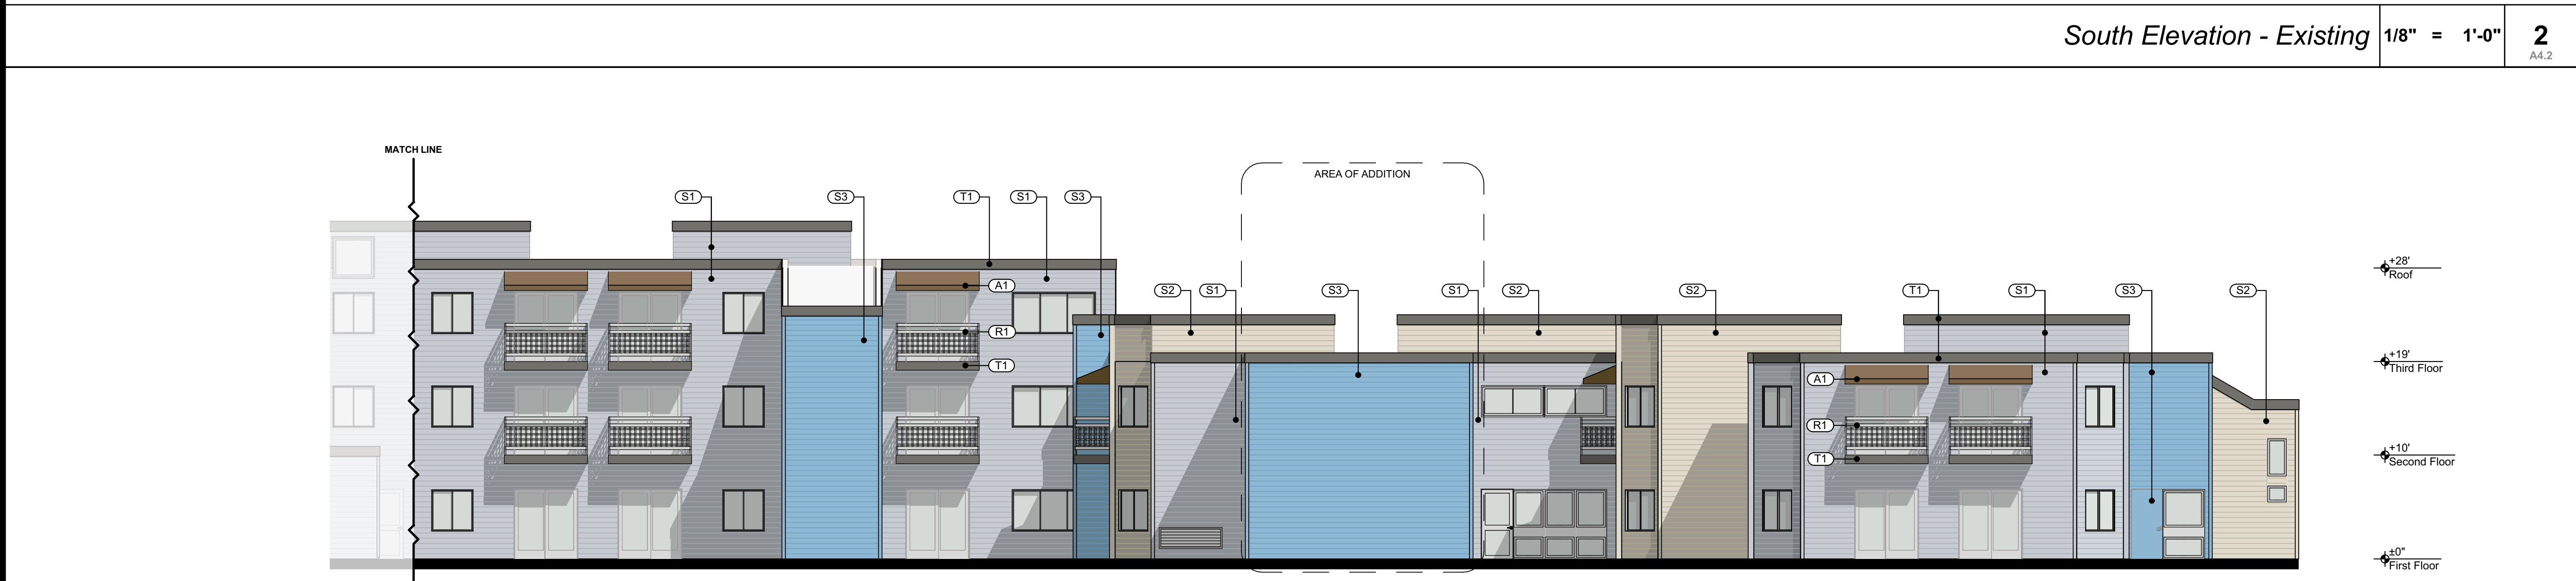 South Elevation - Existing
1/8" = 1'-0"
2
A4.2
MATCH LINE
AREA OF ADDITION
S1
S3
T1
S1
S3
A1
R1
T1
S2
S1
S3
S1
S2
S2
T1
S1
S3
S2
A1
R1
T1
+28'
Roof
+19'
Third Floor
+10'
Second Floor
±0"
First Floor